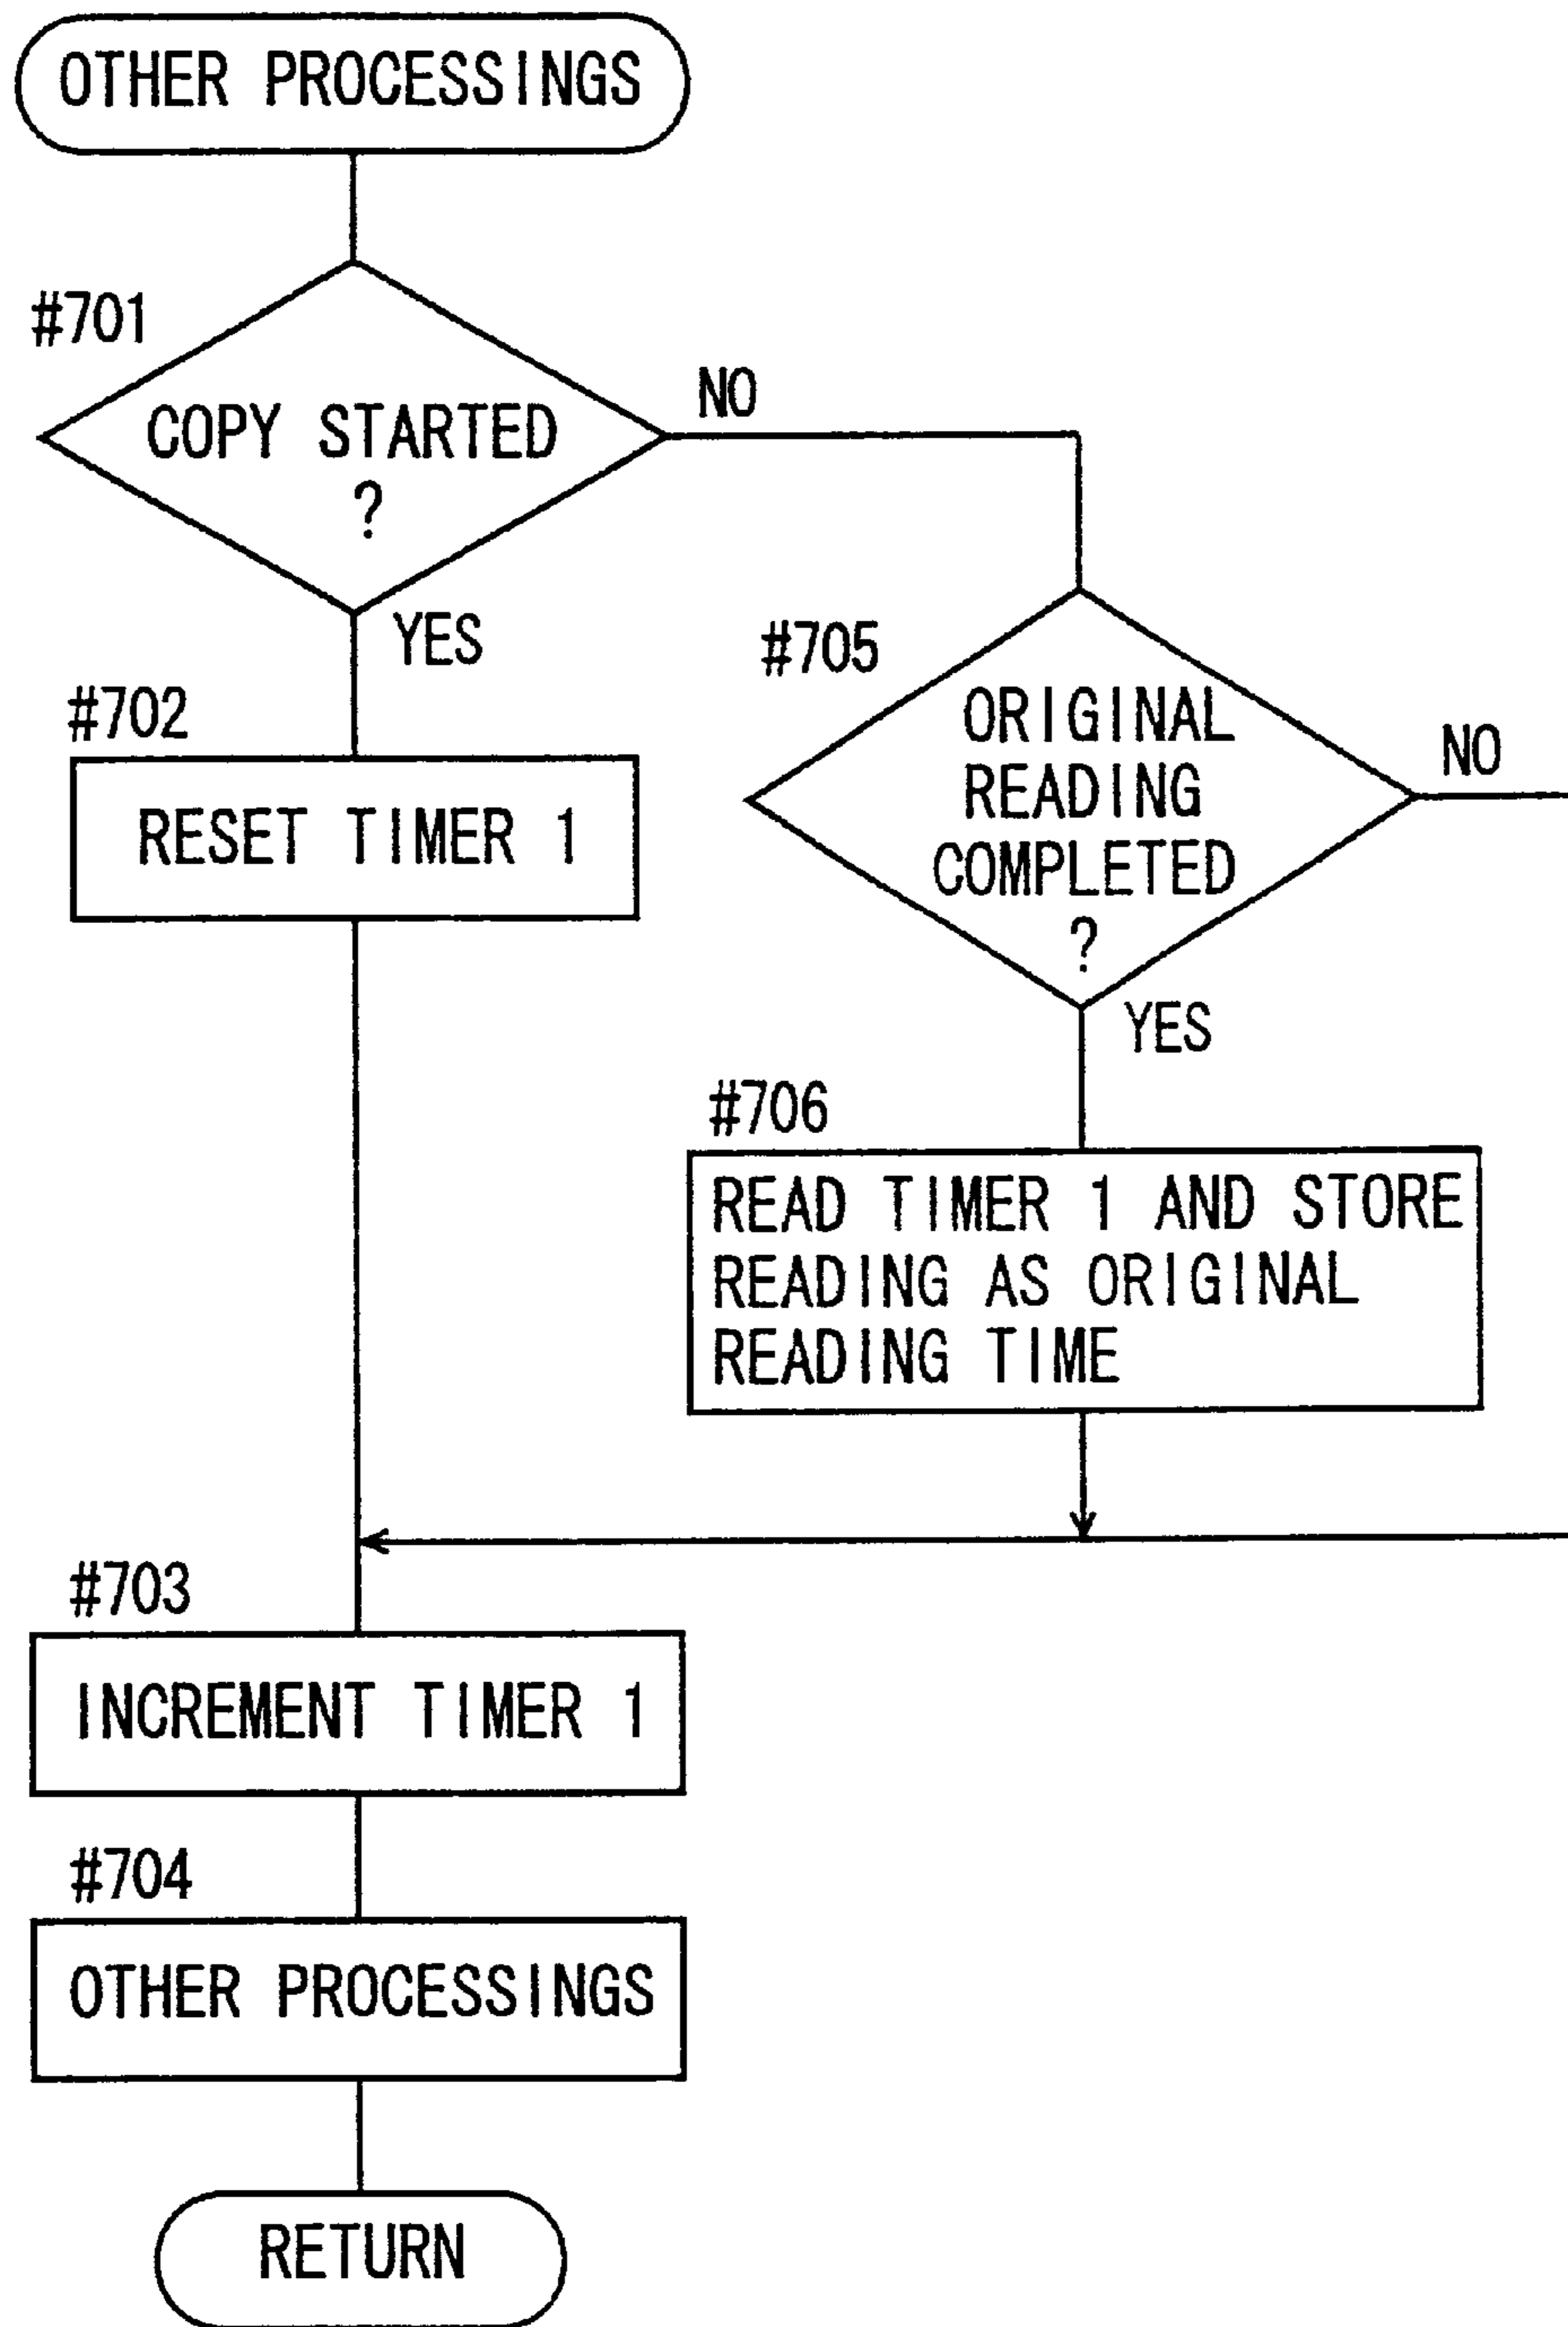 OTHER PROCESSINGS
#701
COPY STARTED
?
NO
YES
#702
RESET TIMER 1
#705
ORIGINAL
READING
COMPLETED
?
NO
YES
#706
READ TIMER 1 AND STORE
READING AS ORIGINAL
READING TIME
#703
INCREMENT TIMER 1
#704
OTHER PROCESSINGS
RETURN